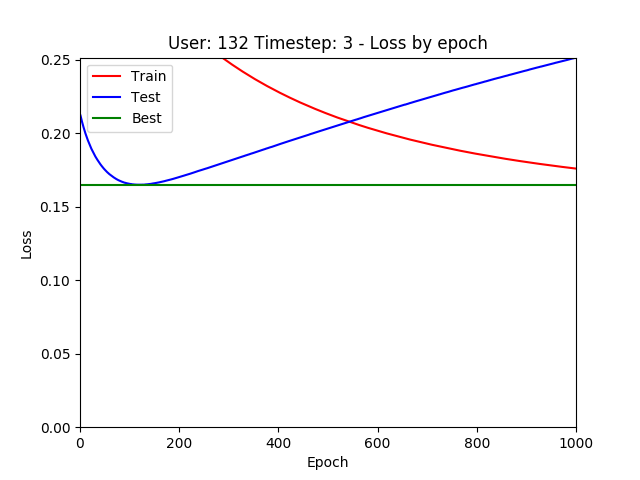 User: 132 Timestep: 3 - Loss by epoch
Train
Test
Best
0.25
0.20
0.15
0.10
0.05
0.00
Loss
0 200 400 600 800 1000
Epoch